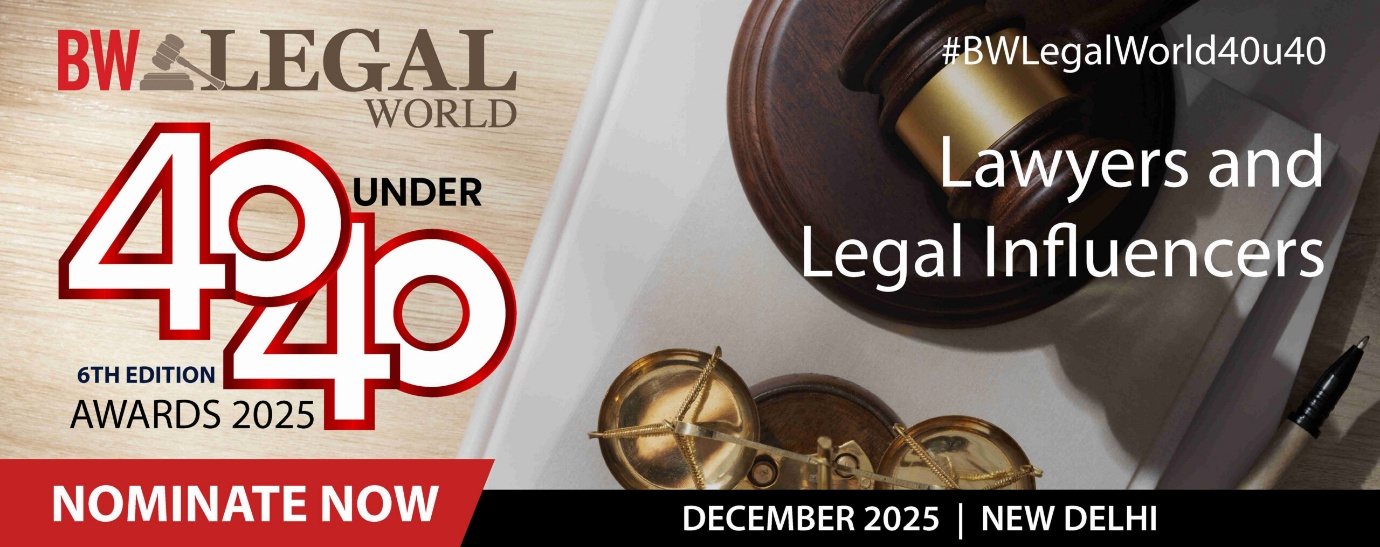 BW LEGAL
WORLD
40 UNDER
40
6TH EDITION
AWARDS 2025
NOMINATE NOW
#BWLegalWorld40u40
Lawyers and
Legal Influencers
DECEMBER 2025 | NEW DELHI